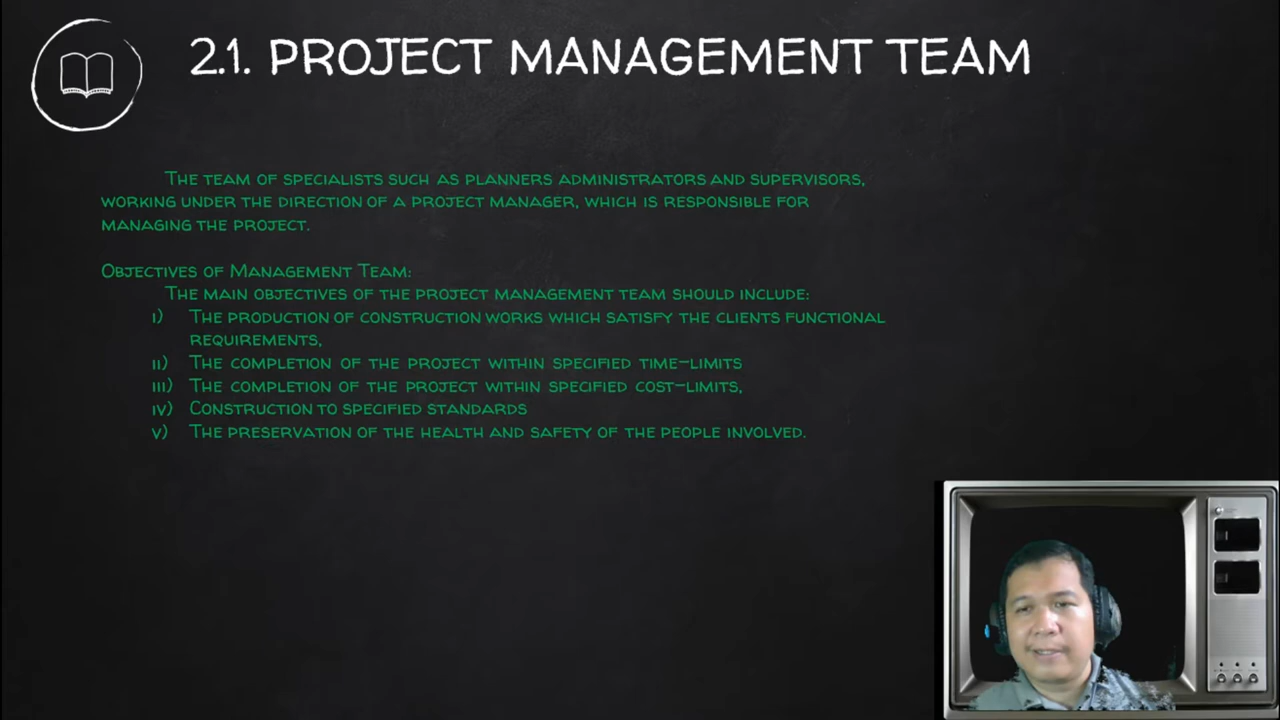 2.1. PROJECT MANAGEMENT TEAM
THE TEAM OF SPECIALISTS SUCH AS PLANNERS ADMINISTRATORS AND SUPERVISORS,
WORKING UNDER THE DIRECTION OF A PROJECT MANAGER, WHICH IS RESPONSIBLE FOR
MANAGING THE PROJECT.
OBJECTIVES OF MANAGEMENT TEAM:
THE MAIN OBJECTIVES OF THE PROJECT MANAGEMENT TEAM SHOULD INCLUDE:
I) THE PRODUCTION OF CONSTRUCTION WORKS WHICH SATISFY THE CLIENTS FUNCTIONAL
REQUIREMENTS,
II) THE COMPLETION OF THE PROJECT WITHIN SPECIFIED TIME-LIMITS
III) THE COMPLETION OF THE PROJECT WITHIN SPECIFIED COST-LIMITS,
IV) CONSTRUCTION TO SPECIFIED STANDARDS
V) THE PRESERVATION OF THE HEALTH AND SAFETY OF THE PEOPLE INVOLVED.